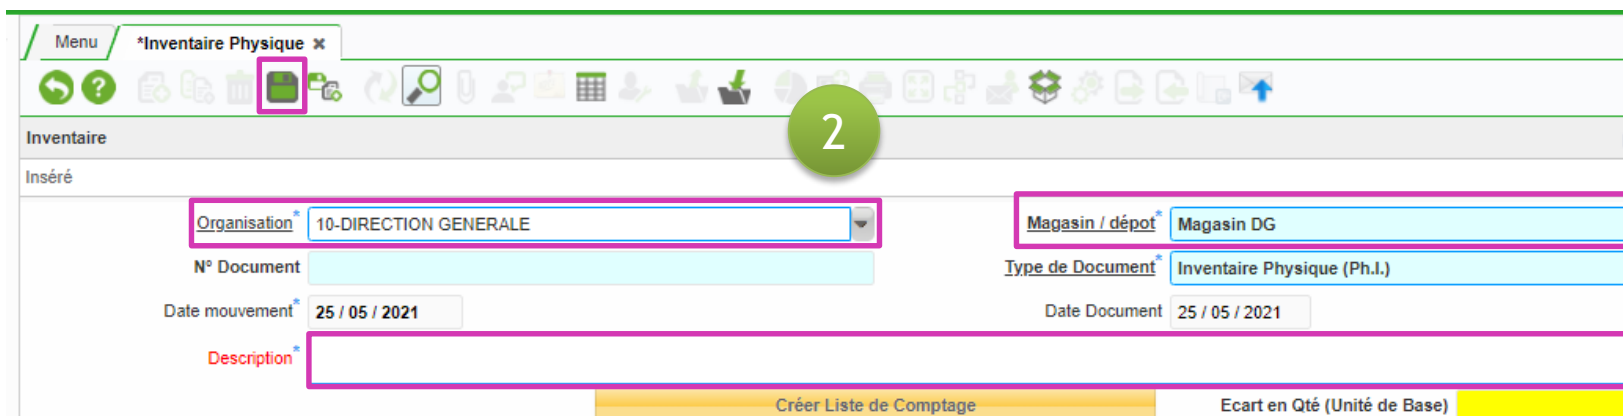 Menu *Inventaire Physique
2
Inventaire
Inséré
Organisation* 10-DIRECTION GENERALE Magasin / dépot* Magasin DG
N° Document Type de Document* Inventaire Physique (Ph.I.)
Date mouvement* 25 / 05 / 2021 Date Document 25 / 05 / 2021
Description*
Créer Liste de Comptage Ecart en Qté (Unité de Base)